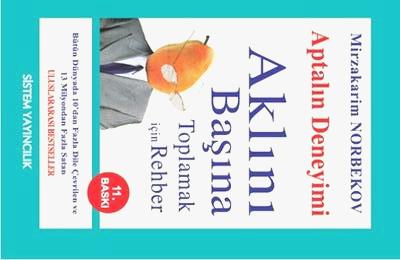 Mirzakarim NORBEKOV
Aptalın Deneyimi
Aklını
Başına
Toplamak
için Rehber
11.
BASKI
Bütün Dünyada 10'dan Fazla Dile Çevrilen ve
13 Milyondan Fazla Satan
ULUSLARARASI BESTSELLER
SİSTEM YAYINCILIK